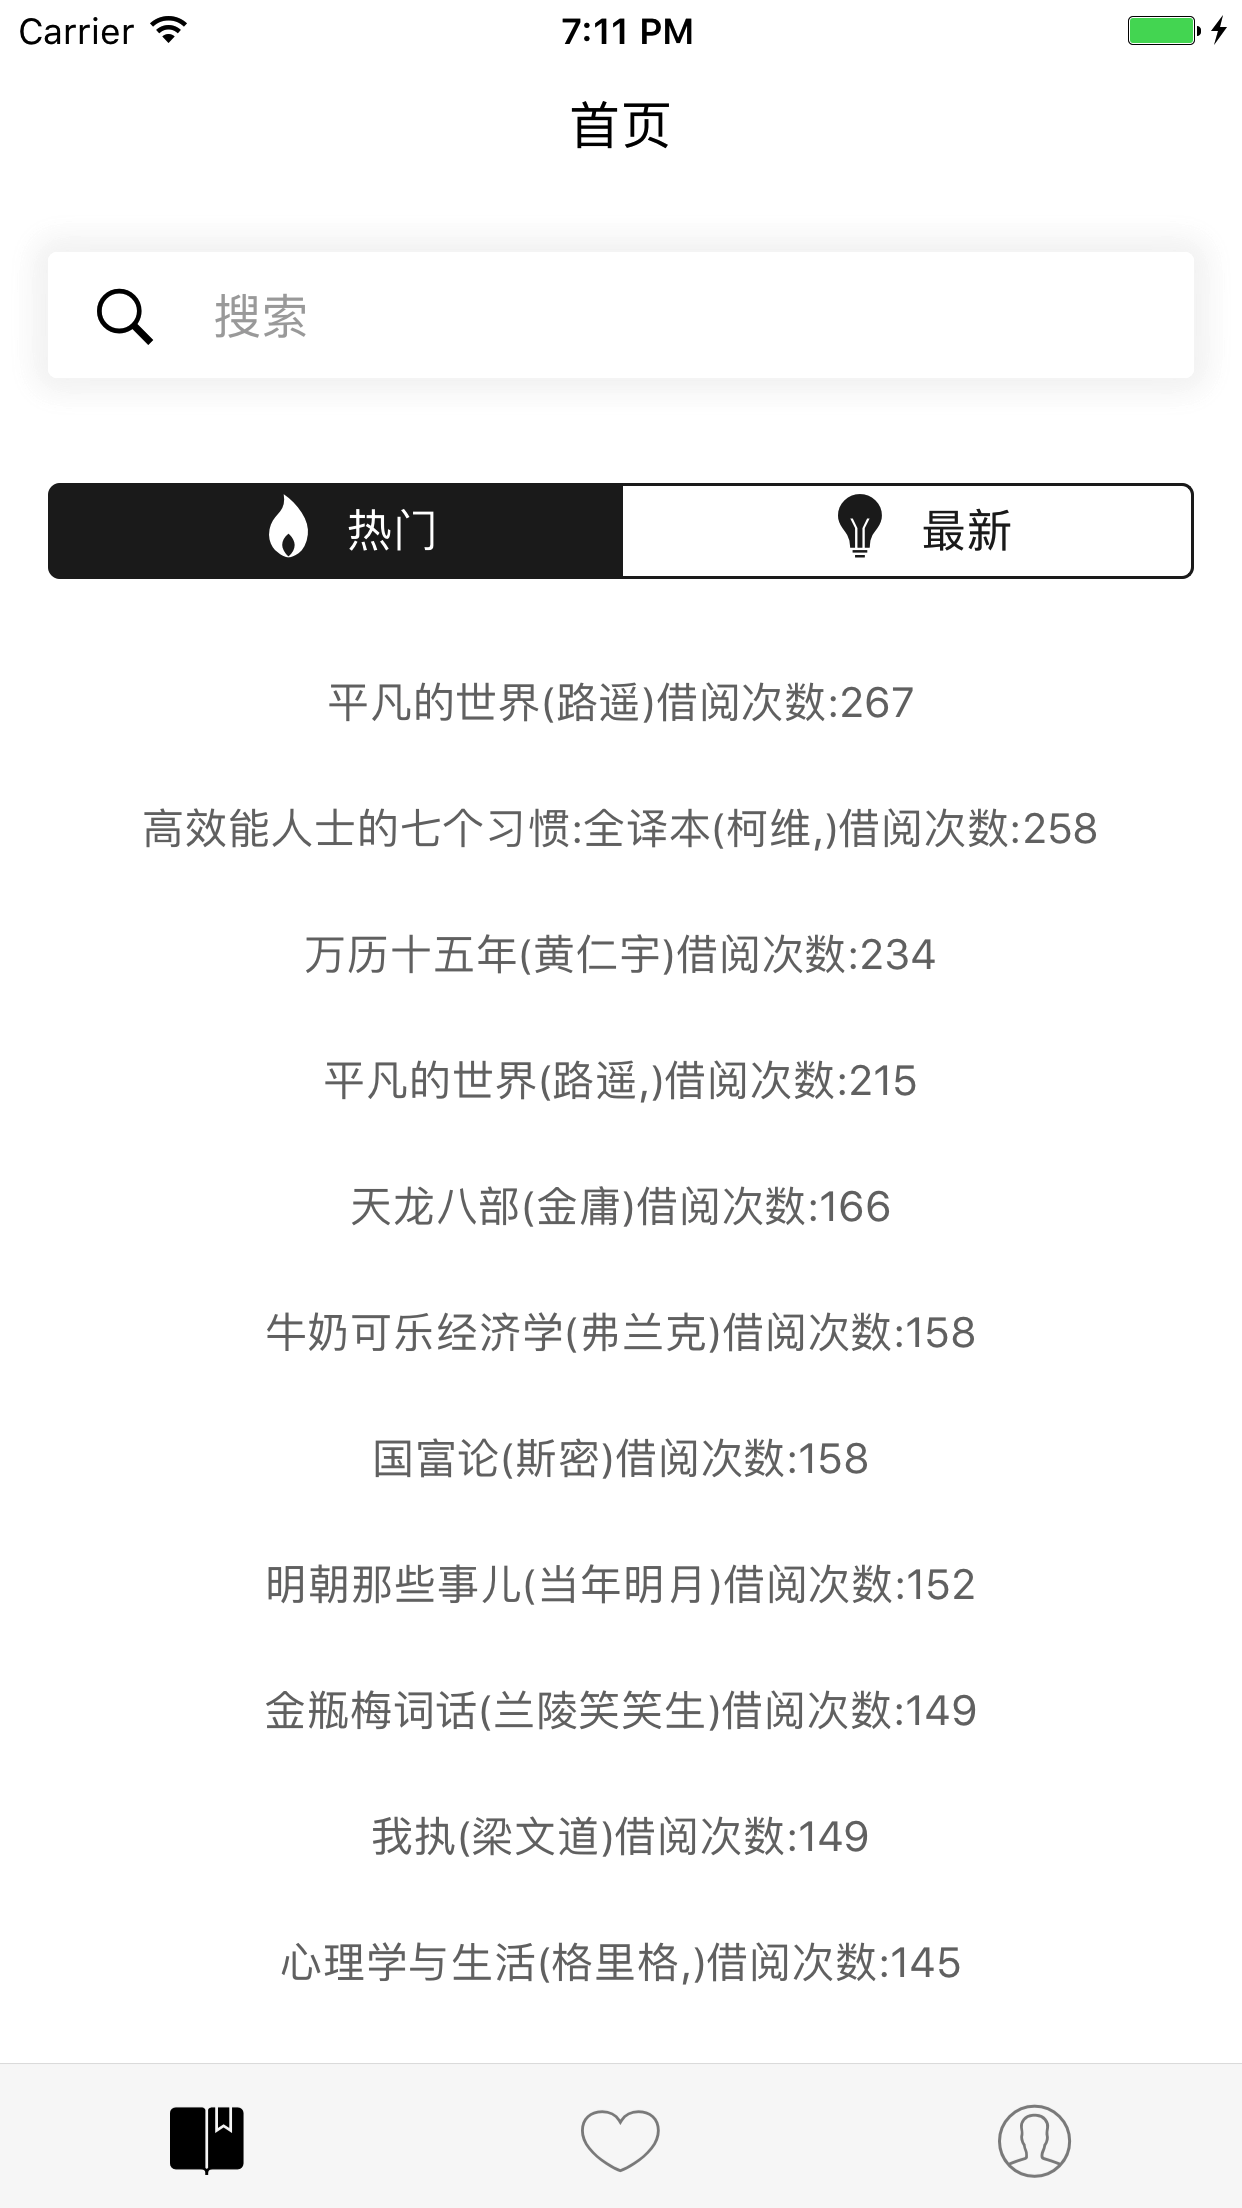 Carrier
7:11 PM
首页
搜索
热门
最新
平凡的世界(路遥)借阅次数:267
高效能人士的七个习惯:全译本(柯维,)借阅次数:258
万历十五年(黄仁宇)借阅次数:234
平凡的世界(路遥,)借阅次数:215
天龙八部(金庸)借阅次数:166
牛奶可乐经济学(弗兰克)借阅次数:158
国富论(斯密)借阅次数:158
明朝那些事儿(当年明月)借阅次数:152
金瓶梅词话(兰陵笑笑生)借阅次数:149
我执(梁文道)借阅次数:149
心理学与生活(格里格,)借阅次数:145